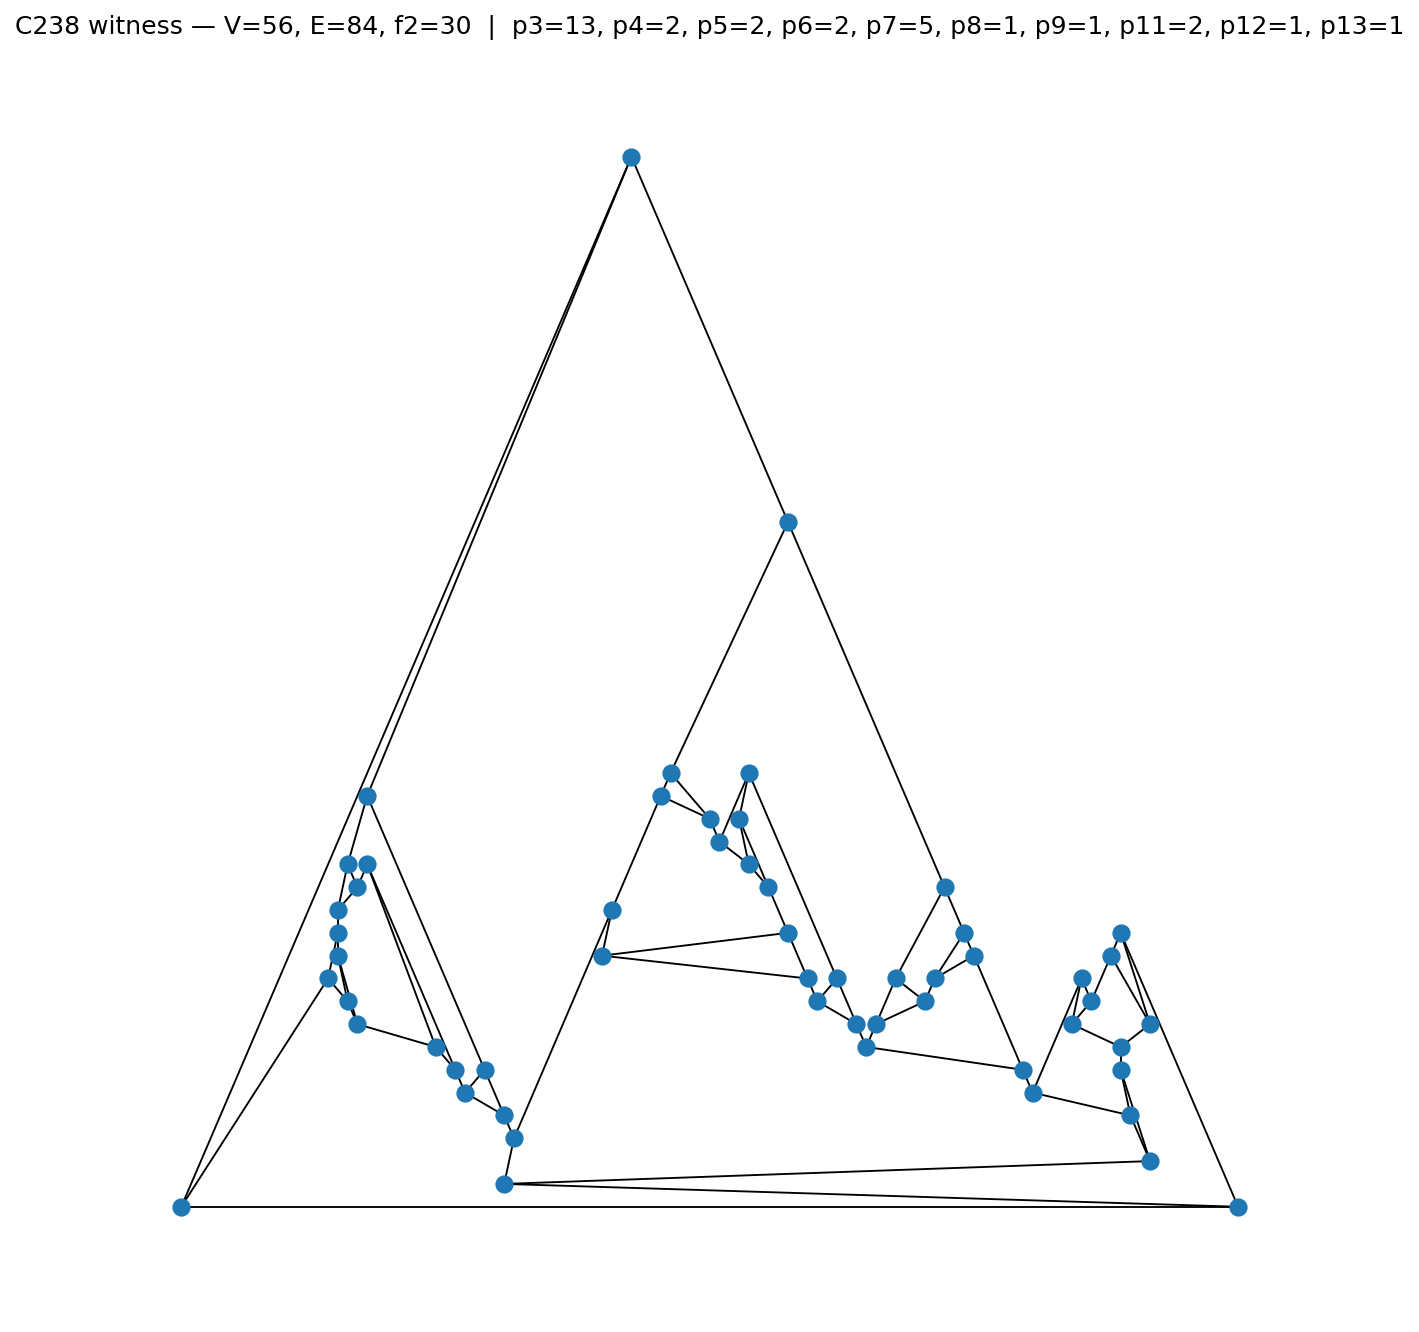 C238 witness — V=56, E=84, f2=30 | p3=13, p4=2, p5=2, p6=2, p7=5, p8=1, p9=1, p11=2, p12=1, p13=1